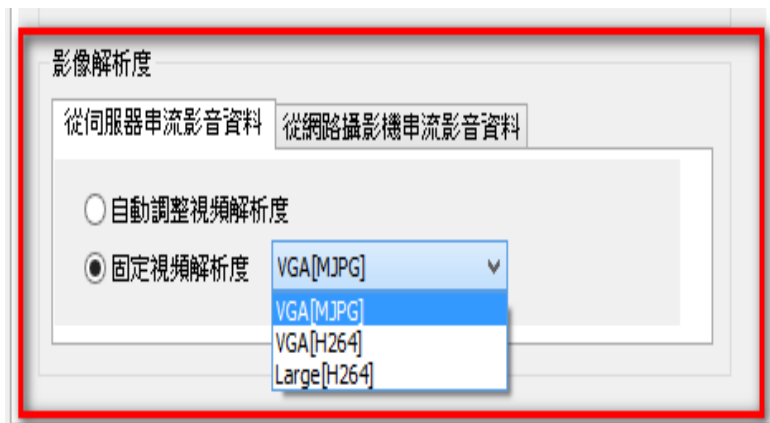 影像解析度
從伺服器串流影音資料 從網路攝影機串流影音資料
自動調整視頻解析度
固定視頻解析度 VGA[MJPG]
VGA[MJPG]
VGA[H264]
Large[H264]